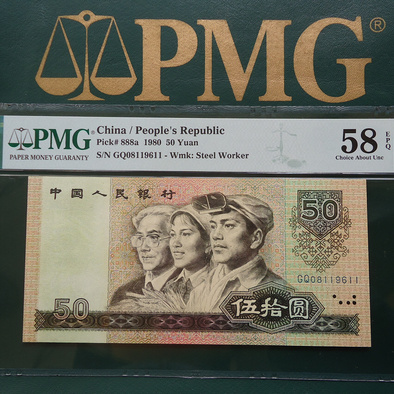 PMG®
PMG®
PAPER MONEY GUARANTY
China / People's Republic
Pick# 888a 1980 50 Yuan
S/N GQ08119611 - Wmk: Steel Worker
58
EPQ
Choice About Unc
中国人民银行
50
GQ08119611
50
伍拾圆